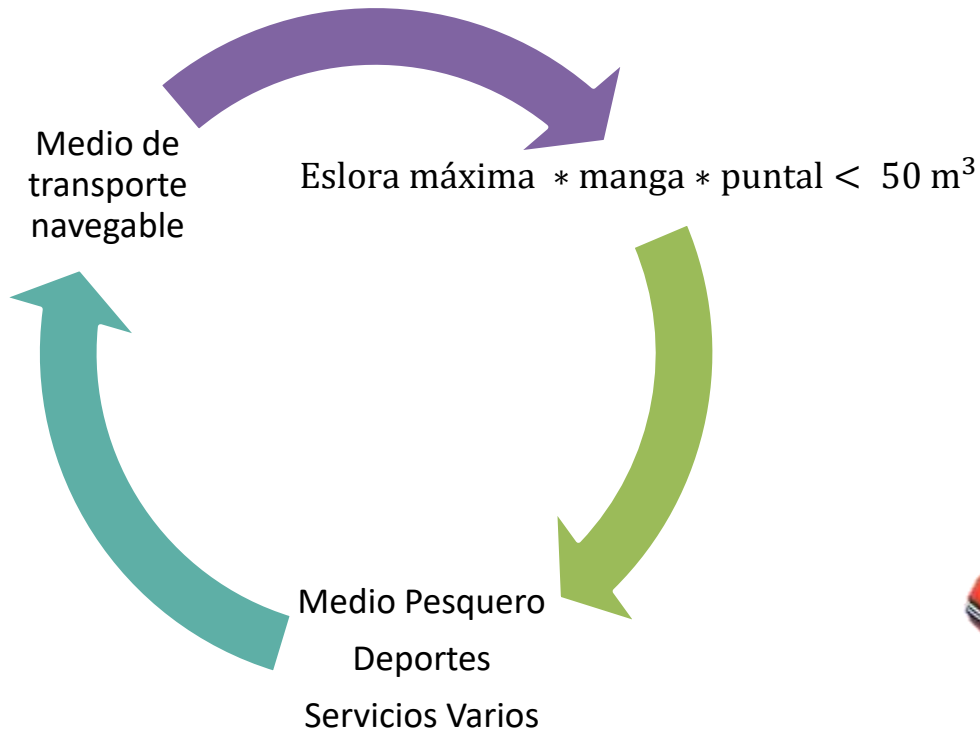 Medio de
transporte
navegable
Eslora máxima ∗ manga ∗ puntal < 50 m³
Medio Pesquero
Deportes
Servicios Varios